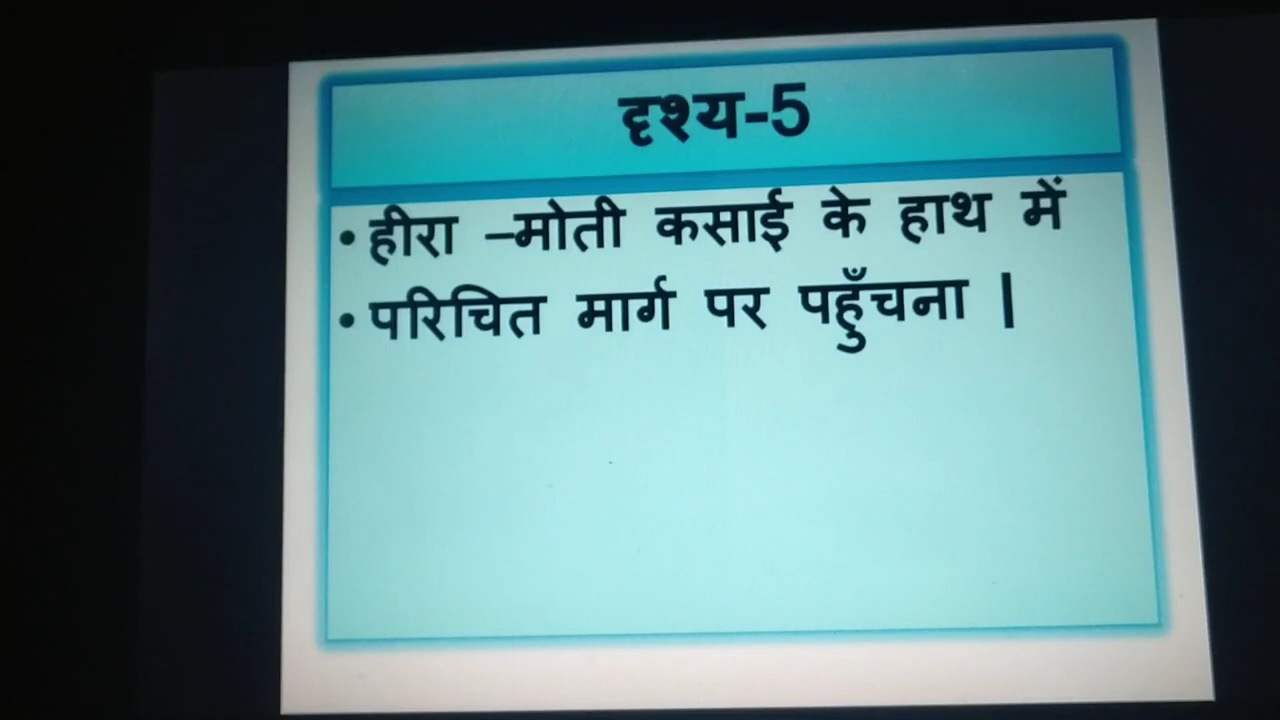 दृश्य-5
• हीरा –मोती कसाई के हाथ में
• परिचित मार्ग पर पहुँचना |